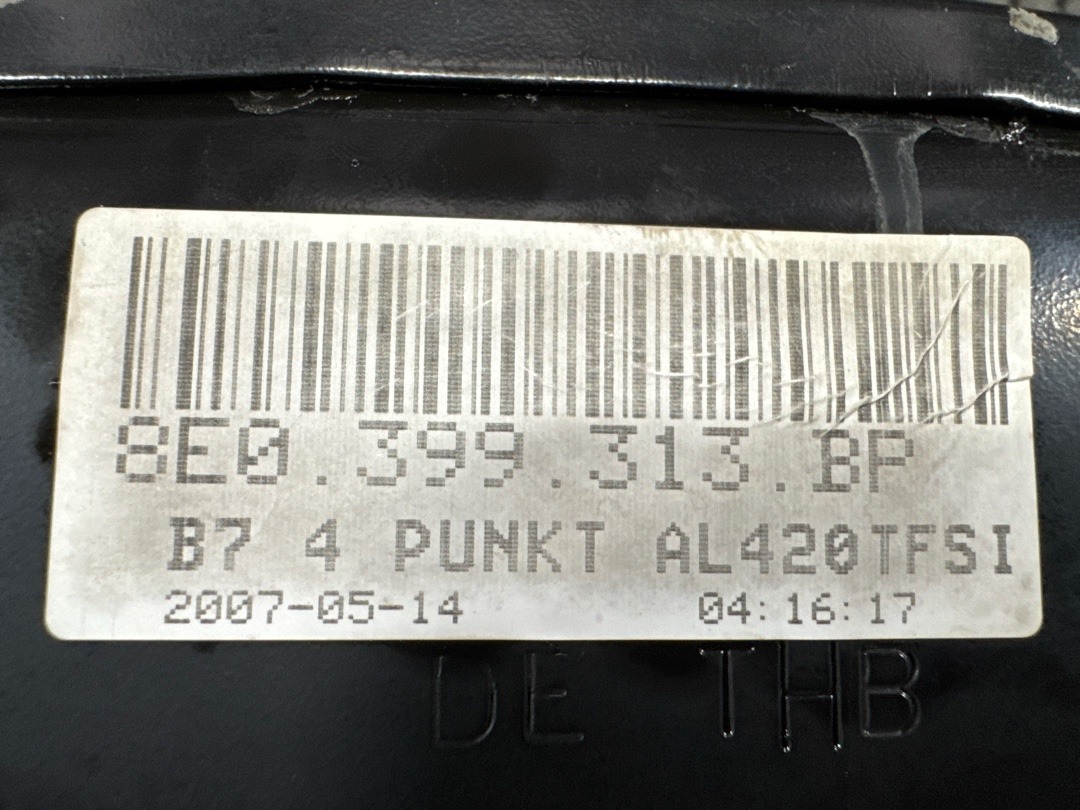 8E0.399.313.BP
B7 4 PUNKT AL420TFSI
2007-05-14 04:16:17
DE THB